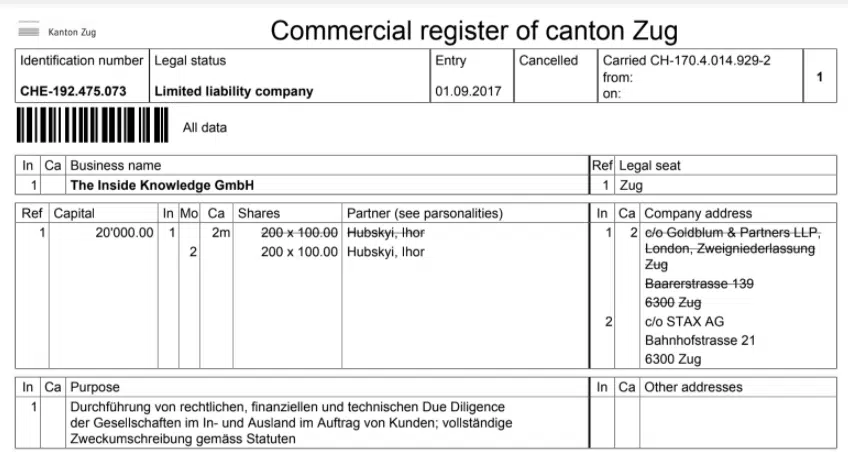 Kanton Zug
Commercial register of canton Zug
Identification number Legal status Entry Cancelled Carried CH-170.4.014.929-2
from:
on:
1
CHE-192.475.073 Limited liability company 01.09.2017
All data
In Ca Business name Ref Legal seat
1 The Inside Knowledge GmbH 1 Zug
Ref Capital In Mo Ca Shares Partner (see parsonalities) In Ca Company address
1 20'000.00 1 2m 200 x 100.00 Hubskyi, Ihor 1 2 c/o Goldblum & Partners LLP,
2 200 x 100.00 Hubskyi, Ihor London, Zweigniederlassung
Zug
Baarerstrasse 139
6300 Zug
2 c/o STAX AG
Bahnhofstrasse 21
6300 Zug
In Ca Purpose In Ca Other addresses
1 Durchführung von rechtlichen, finanziellen und technischen Due Diligence
der Gesellschaften im In- und Ausland im Auftrag von Kunden; vollständige
Zweckumschreibung gemäss Statuten